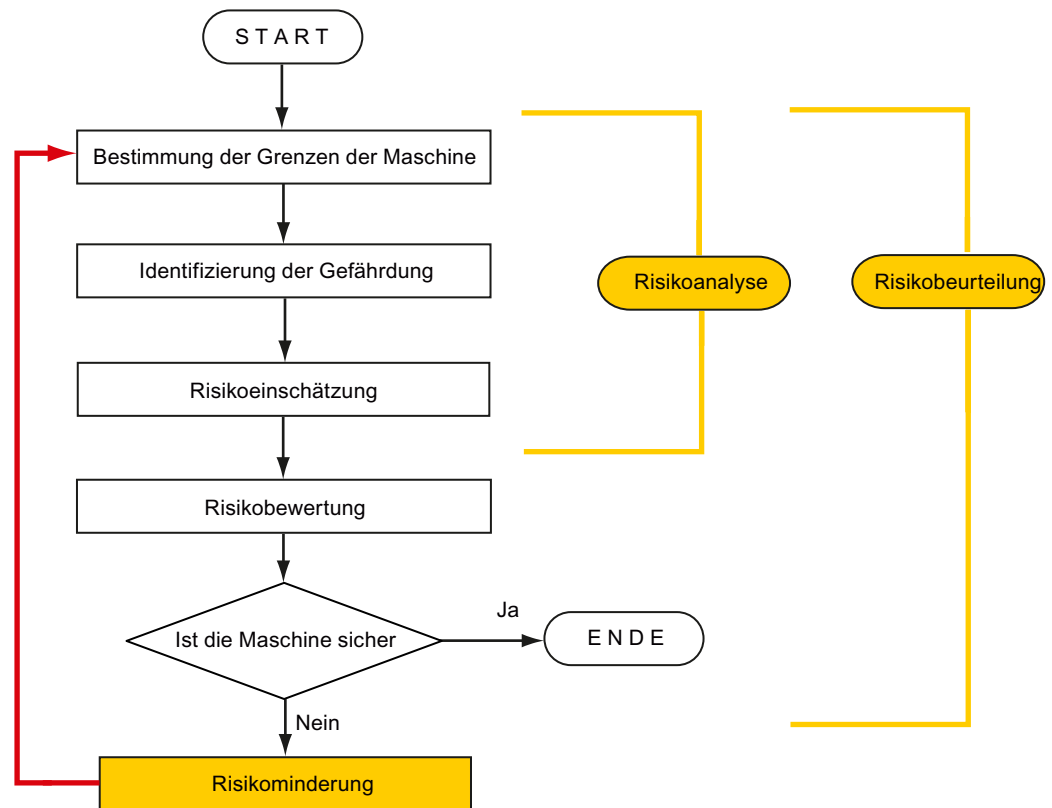 START
Bestimmung der Grenzen der Maschine
Identifizierung der Gefährdung
Risikoanalyse
Risikobeurteilung
Risikoeinschätzung
Risikobewertung
Ist die Maschine sicher
Ja
ENDE
Nein
Risikominderung